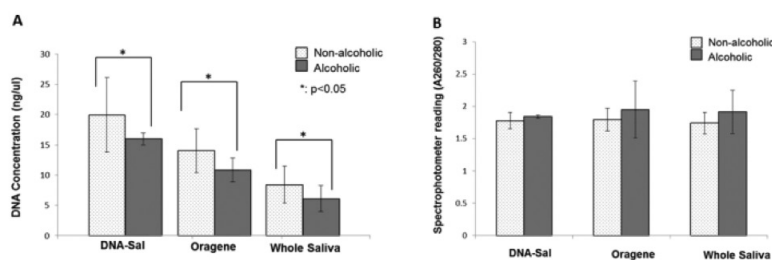 A
DNA Concentration (ng/ul)
30
25
20
15
10
5
0
Non-alcoholic
Alcoholic
*: p<0.05
*
*
*
DNA-Sal Oragene Whole Saliva
B
Spectrophotometer reading (A260/280)
3
2.5
2
1.5
1
0.5
0
Non-alcoholic
Alcoholic
DNA-Sal Oragene Whole Saliva